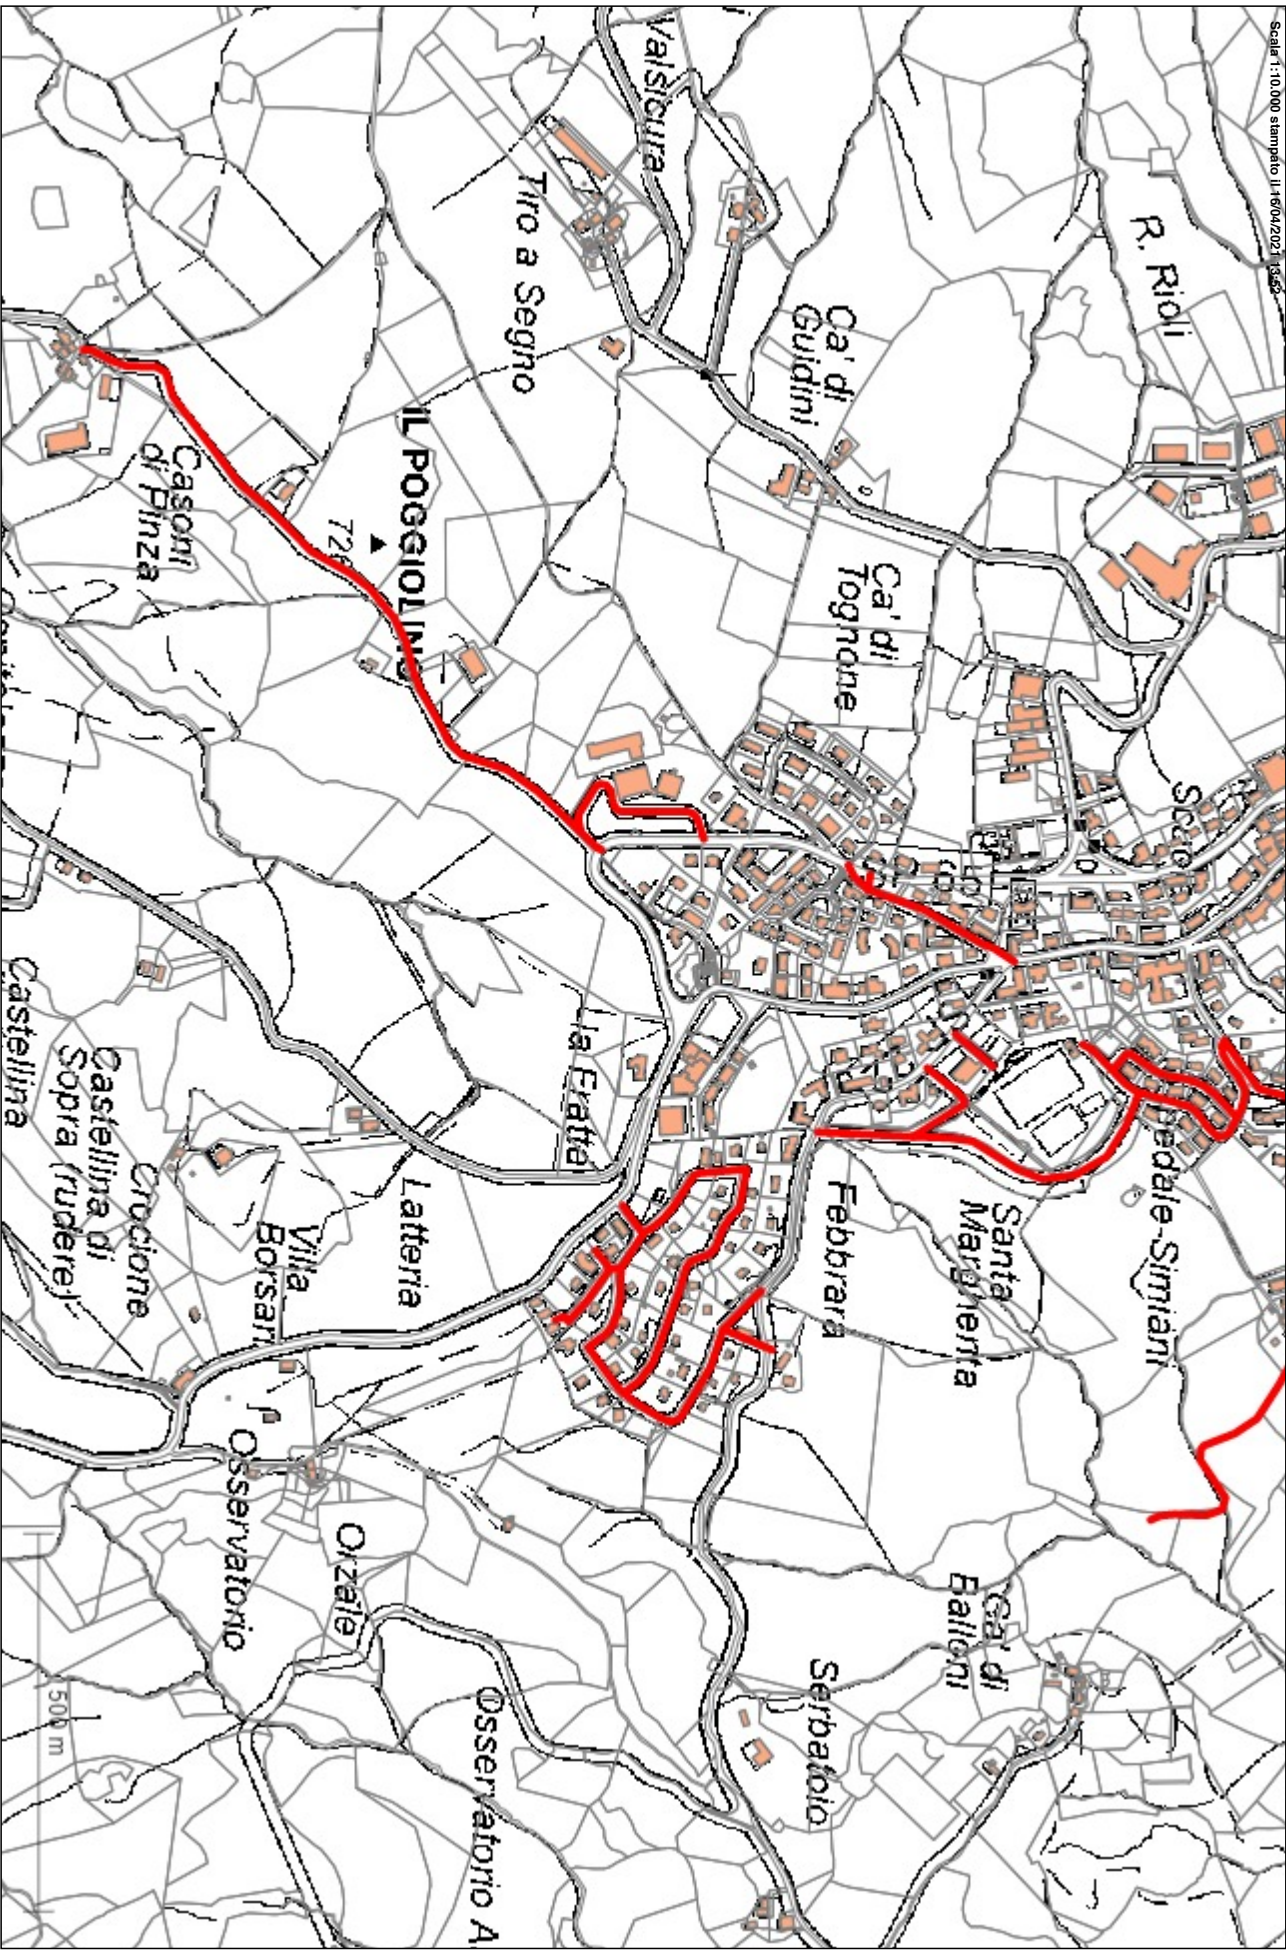 Scala 1:10.000 stampato il 16/04/2021 13:52
R. Rioli
Valsicura
Tiro a Segno
Ca' di
Guidini
Ca' di
Tognone
IL POGGIOLINO
Casoni
di Pinza
Febbrara
Santa
Margherita
la Fratta
Latteria
Villa
Borsari
Crocione
Castellina di
Sopra (ruderi)
Castellina
Osservatorio
Orzale
Ca' di
Balloni
Serbatoio
Osservatorio A.
500 m